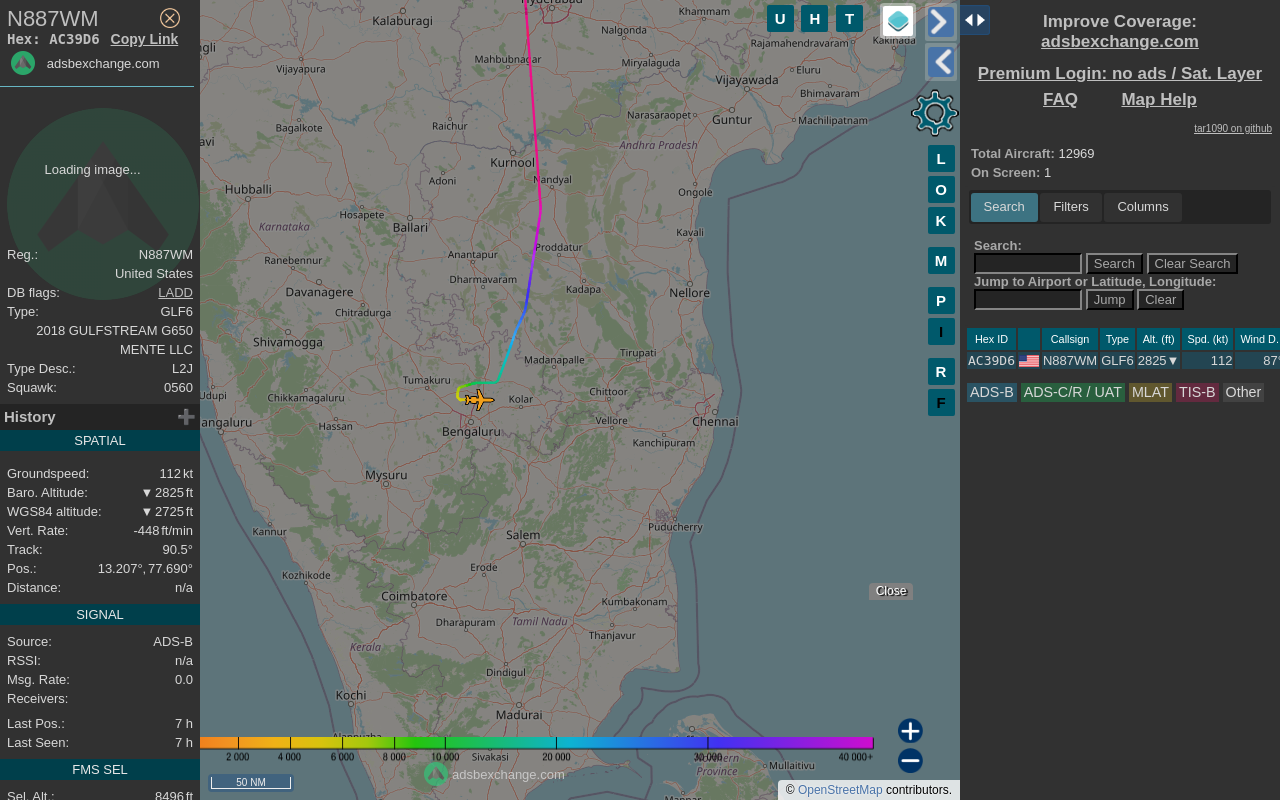 N887WM
Hex: AC39D6 Copy Link
adsbexchange.com
Loading image...
Reg.: N887WM
United States
DB flags: LADD
Type: GLF6
2018 GULFSTREAM G650
MENTE LLC
Type Desc.: L2J
Squawk: 0560
History
SPATIAL
Groundspeed: 112 kt
Baro. Altitude: ▼ 2825 ft
WGS84 altitude: ▼ 2725 ft
Vert. Rate: -448 ft/min
Track: 90.5°
Pos.: 13.207°, 77.690°
Distance: n/a
SIGNAL
Source: ADS-B
RSSI: n/a
Msg. Rate: 0.0
Receivers:
Last Pos.: 7 h
Last Seen: 7 h
FMS SEL
Sel. Alt.: 8496 ft
Hyderabad
Kalaburagi
Khammam
Nalgonda
Rajamahendravaram
Kakinada
Mahbubnagar
Miryalaguda
Eluru
Vijayapura
Vijayawada
Bhimavaram
Narasaraopet
Guntur
Machilipatnam
Bagalkote
Raichur
Andhra Pradesh
Kurnool
Adoni
Nandyal
Ongole
Hubballi
Hosapete
Ballari
Karnataka
Kavali
Proddatur
Ranebennur
Anantapur
Dharmavaram
Kadapa
Nellore
Davanagere
Chitradurga
Shivamogga
Tirupati
Madanapalle
Tumakuru
Chittoor
Udupi
Chikkamagaluru
Kolar
angaluru
Hassan
Bengaluru
Vellore
Chennai
Kanchipuram
Mysuru
Kannur
Puducherry
Salem
Kozhikode
Erode
Coimbatore
Kumbakonam
Dharapuram
Tamil Nadu
Thanjavur
Kerala
Dindigul
Kochi
Madurai
Alappuzha
Sivakasi
Northern
Province
Mullaitivu
Mannar
2 000 4 000 6 000 8 000 10 000 20 000 30 000 40 000+
adsbexchange.com
50 NM
© OpenStreetMap contributors.
Close
U H T
L
O
K
M
P
I
R
F
Improve Coverage:
adsbexchange.com
Premium Login: no ads / Sat. Layer
FAQ Map Help
tar1090 on github
Total Aircraft: 12969
On Screen: 1
Search Filters Columns
Search:
Search Clear Search
Jump to Airport or Latitude, Longitude:
Jump Clear
Hex ID Callsign Type Alt. (ft) Spd. (kt) Wind D.
AC39D6 N887WM GLF6 2825▼ 112 87°
ADS-B ADS-C/R / UAT MLAT TIS-B Other